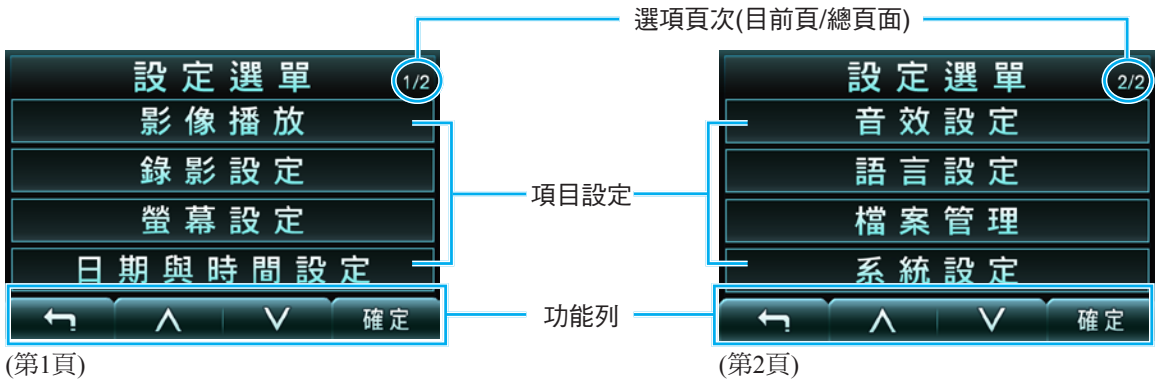 選項頁次(目前頁/總頁面)
設定選單 1/2
影像播放
錄影設定
螢幕設定
日期與時間設定
確定
(第1頁)
項目設定
功能列
設定選單 2/2
音效設定
語言設定
檔案管理
系統設定
確定
(第2頁)